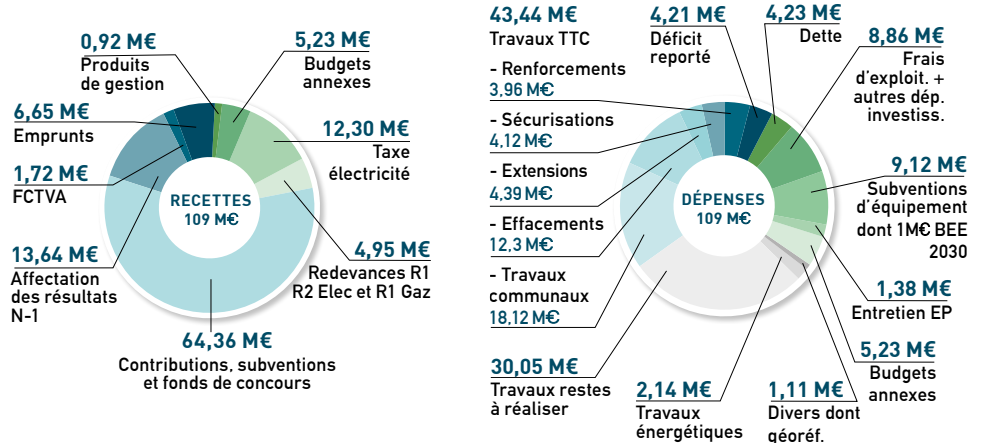 0,92 M€
Produits
de gestion
5,23 M€
Budgets
annexes
6,65 M€
Emprunts
12,30 M€
Taxe
électricité
1,72 M€
FCTVA
RECETTES
109 M€
13,64 M€
Affectation
des résultats
N-1
4,95 M€
Redevances R1
R2 Elec et R1 Gaz
64,36 M€
Contributions, subventions
et fonds de concours
43,44 M€
Travaux TTC
- Renforcements
3,96 M€
- Sécurisations
4,12 M€
- Extensions
4,39 M€
- Effacements
12,3 M€
- Travaux
communaux
18,12 M€
30,05 M€
Travaux restes
à réaliser
4,21 M€
Déficit
reporté
4,23 M€
Dette
8,86 M€
Frais
d'exploit. +
autres dép.
investiss.
DÉPENSES
109 M€
9,12 M€
Subventions
d'équipement
dont 1M€ BEE
2030
1,38 M€
Entretien EP
5,23 M€
Budgets
annexes
2,14 M€
Travaux
énergétiques
1,11 M€
Divers dont
géoréf.